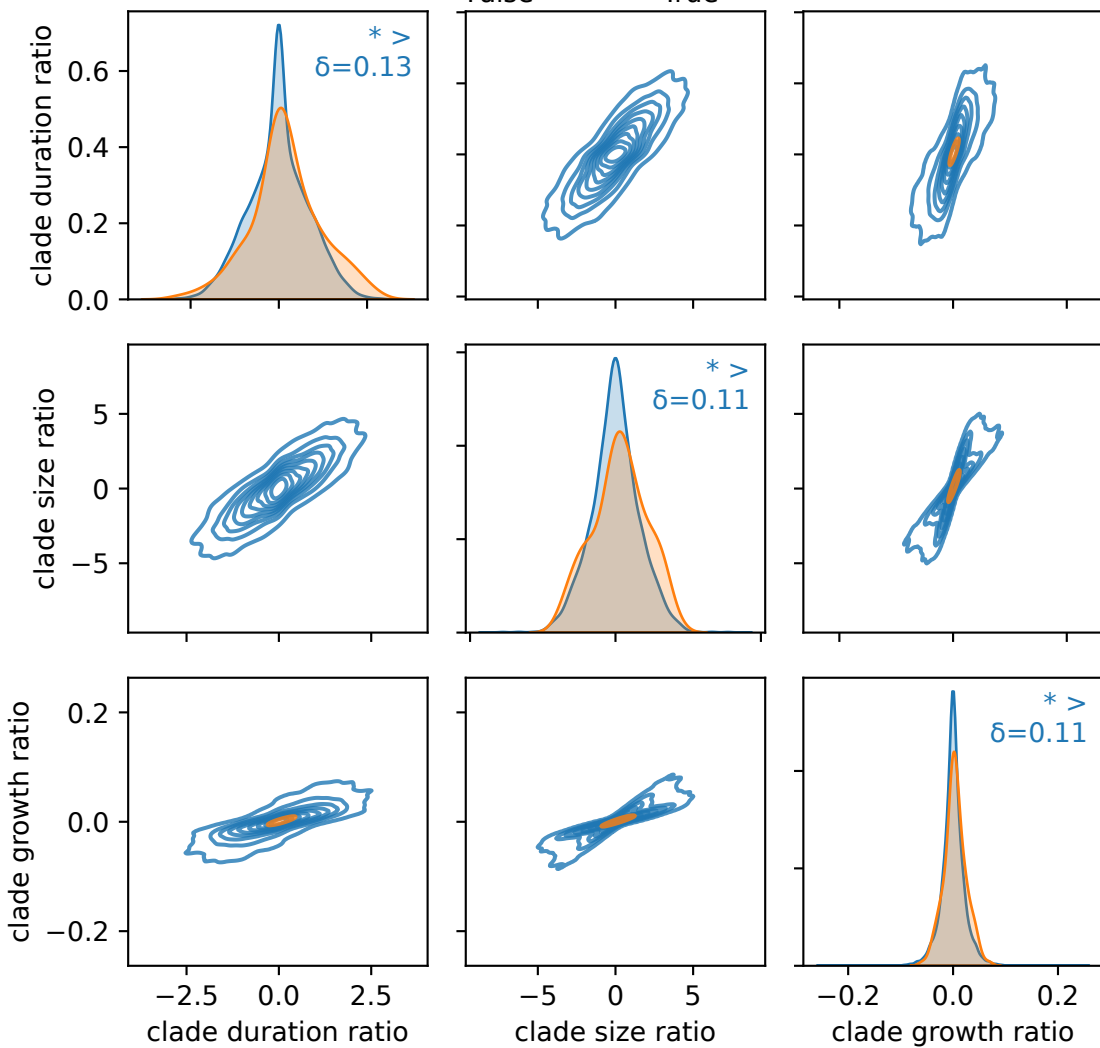 clade duration ratio
0.6
0.4
0.2
0.0
* >
δ=0.13
clade size ratio
5
0
−5
* >
δ=0.11
clade growth ratio
0.2
0.0
−0.2
* >
δ=0.11
−2.5 0.0 2.5
−5 0 5
−0.2 0.0 0.2
clade duration ratio
clade size ratio
clade growth ratio